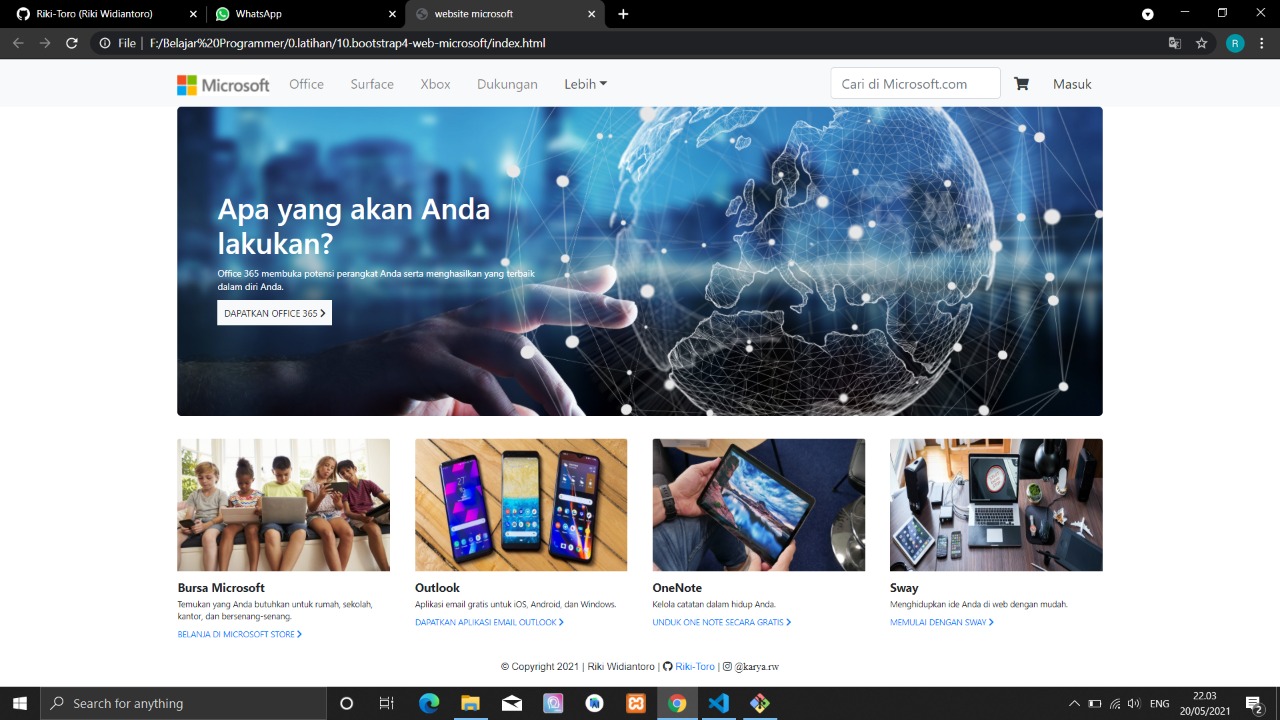 Riki-Toro (Riki Widiantoro)
WhatsApp
website microsoft
File | F:/Belajar%20Programmer/0.latihan/10.bootstrap4-web-microsoft/index.html
R
Microsoft Office Surface Xbox Dukungan Lebih
Cari di Microsoft.com
Masuk
Apa yang akan Anda
lakukan?
Office 365 membuka potensi perangkat Anda serta menghasilkan yang terbaik
dalam diri Anda.
DAPATKAN OFFICE 365
Bursa Microsoft
Temukan yang Anda butuhkan untuk rumah, sekolah,
kantor, dan bersenang-senang.
BELANJA DI MICROSOFT STORE
Outlook
Aplikasi email gratis untuk iOS, Android, dan Windows.
DAPATKAN APLIKASI EMAIL OUTLOOK
OneNote
Kelola catatan dalam hidup Anda.
UNDUK ONE NOTE SECARA GRATIS
Sway
Menghidupkan ide Anda di web dengan mudah.
MEMULAI DENGAN SWAY
© Copyright 2021 | Riki Widiantoro | Riki-Toro | @karya.rw
Search for anything
ENG
22.03
20/05/2021
2